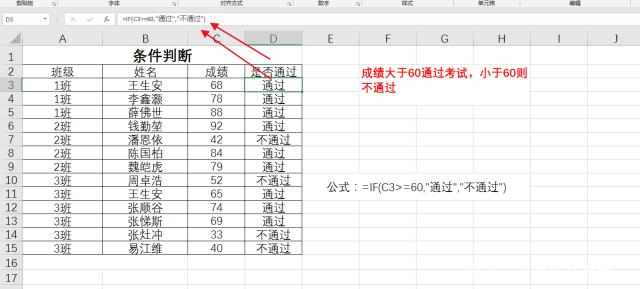 剪贴板 字体 对齐方式 数字 样式 单元格 编辑
D3 fx =IF(C3>=60,"通过","不通过")
A B C D E F G H I J
1 条件判断
2 班级 姓名 成绩 是否通过 成绩大于60通过考试，小于60则
3 1班 王生安 68 通过 不通过
4 1班 李鑫灏 78 通过
5 1班 薛佛世 88 通过
6 2班 钱勤堃 92 通过
7 2班 潘恩依 42 不通过
8 2班 陈国柏 84 通过
9 2班 魏皑虎 79 通过
10 3班 周卓浩 52 不通过 公式：=IF(C3>=60,"通过","不通过")
11 3班 王生安 65 通过
12 3班 张顺谷 74 通过
13 3班 张悌斯 69 通过
14 3班 张灶冲 33 不通过
15 3班 易江维 40 不通过
16
17